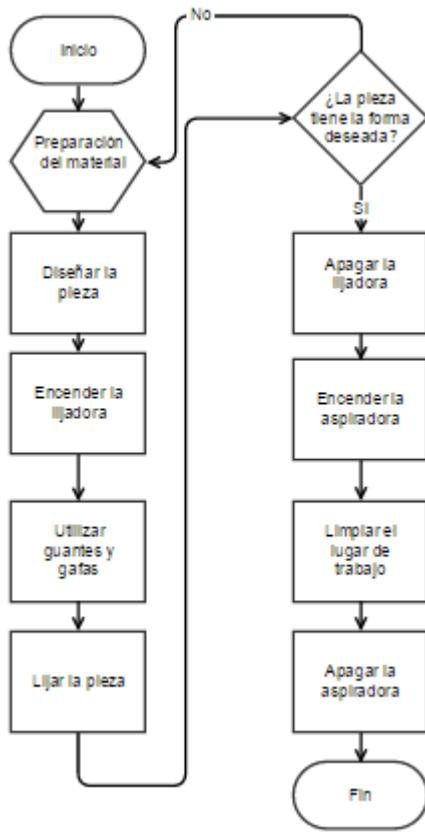 Inicio
Preparación
del material
Diseñar la
pieza
Encender la
lijadora
Utilizar
guantes y
gafas
Lijar la pieza
No
¿La pieza
tiene la forma
deseada?
Si
Apagar la
lijadora
Encender la
aspiradora
Limpiar el
lugar de
trabajo
Apagar la
aspiradora
Fin